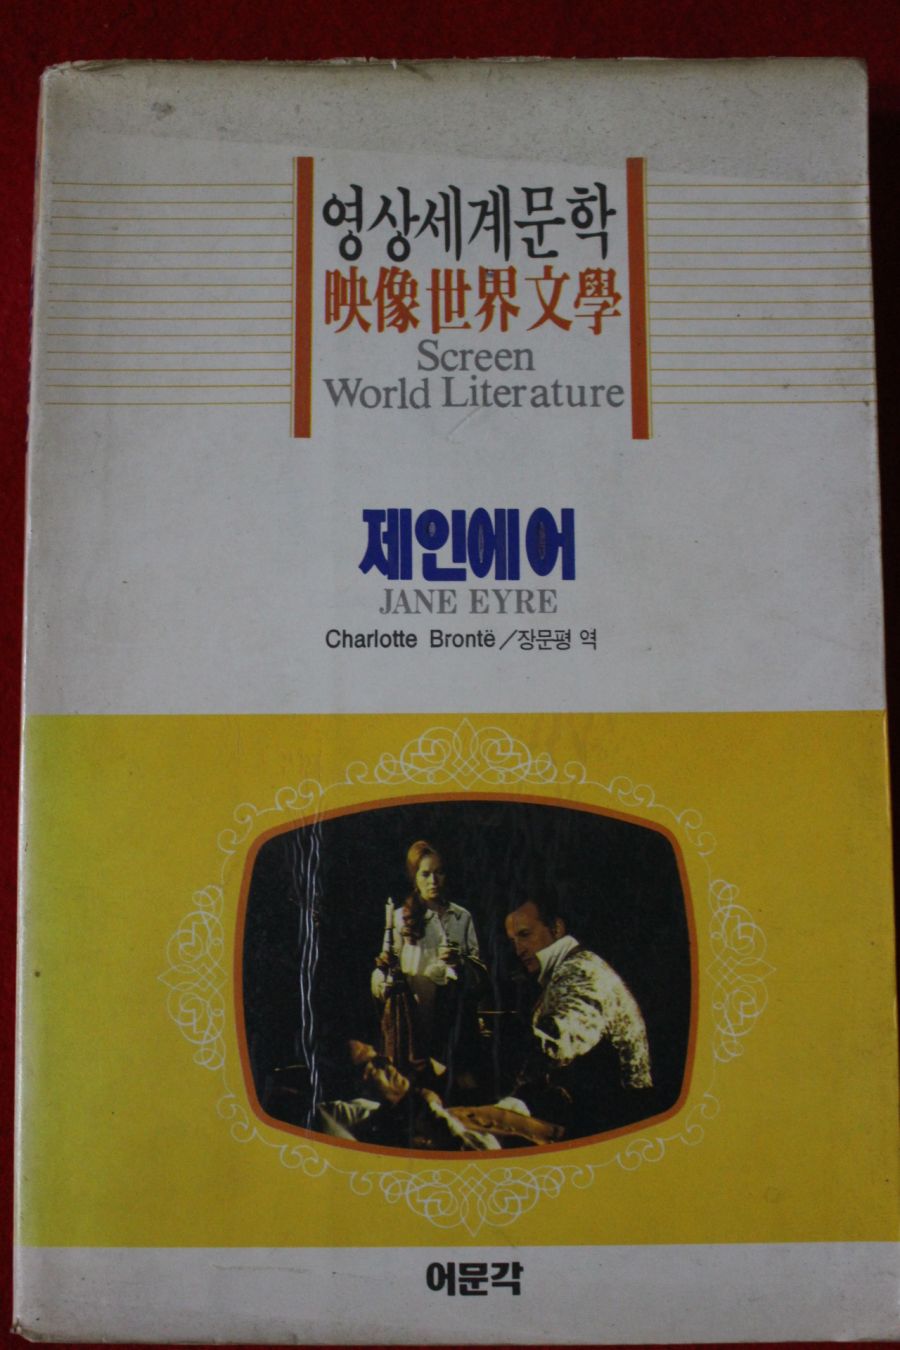 영상세계문학
映像世界文學
Screen
World Literature
제인에어
JANE EYRE
Charlotte Brontë/장문평 역
어문각